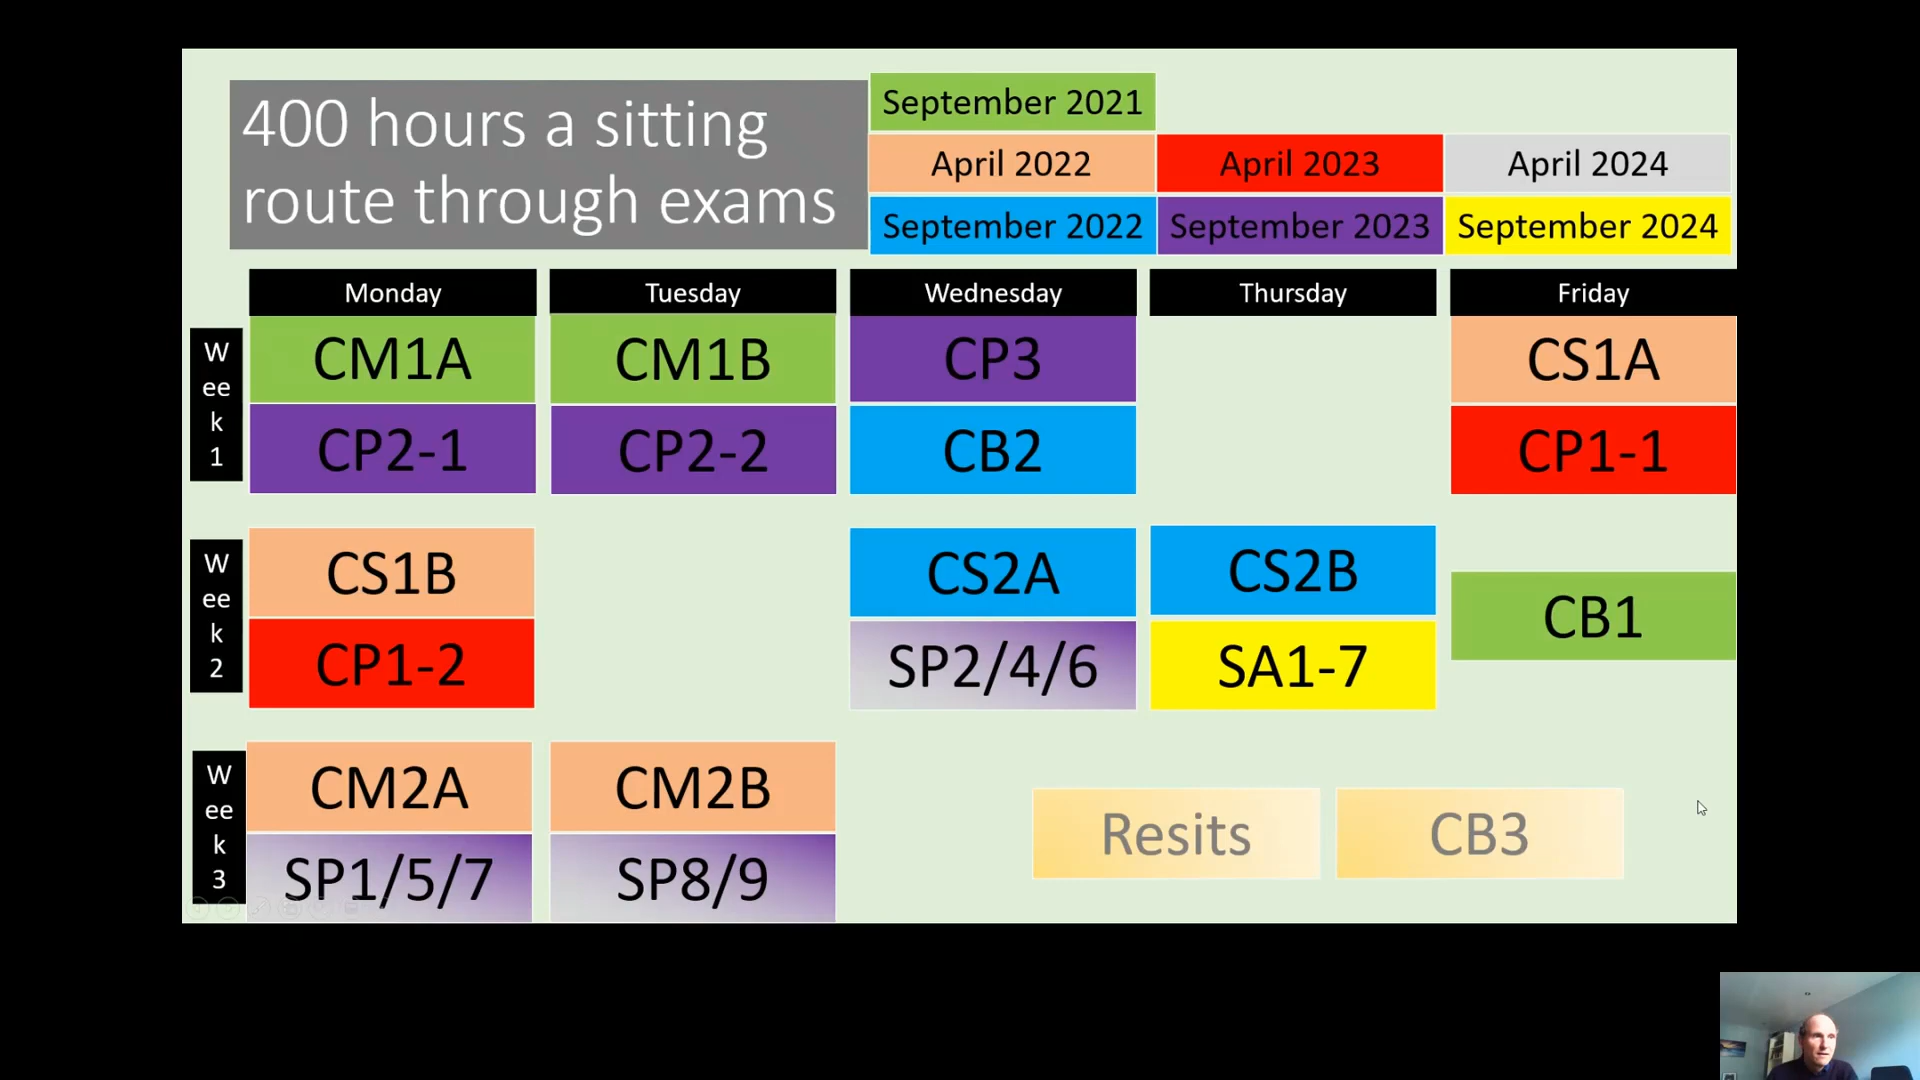 400 hours a sitting
route through exams
September 2021
April 2022
April 2023
April 2024
September 2022
September 2023
September 2024
Monday
Tuesday
Wednesday
Thursday
Friday
W
ee
k
1
CM1A
CM1B
CP3
CS1A
CP2-1
CP2-2
CB2
CP1-1
W
ee
k
2
CS1B
CS2A
CS2B
CB1
CP1-2
SP2/4/6
SA1-7
W
ee
k
3
CM2A
CM2B
Resits
CB3
SP1/5/7
SP8/9